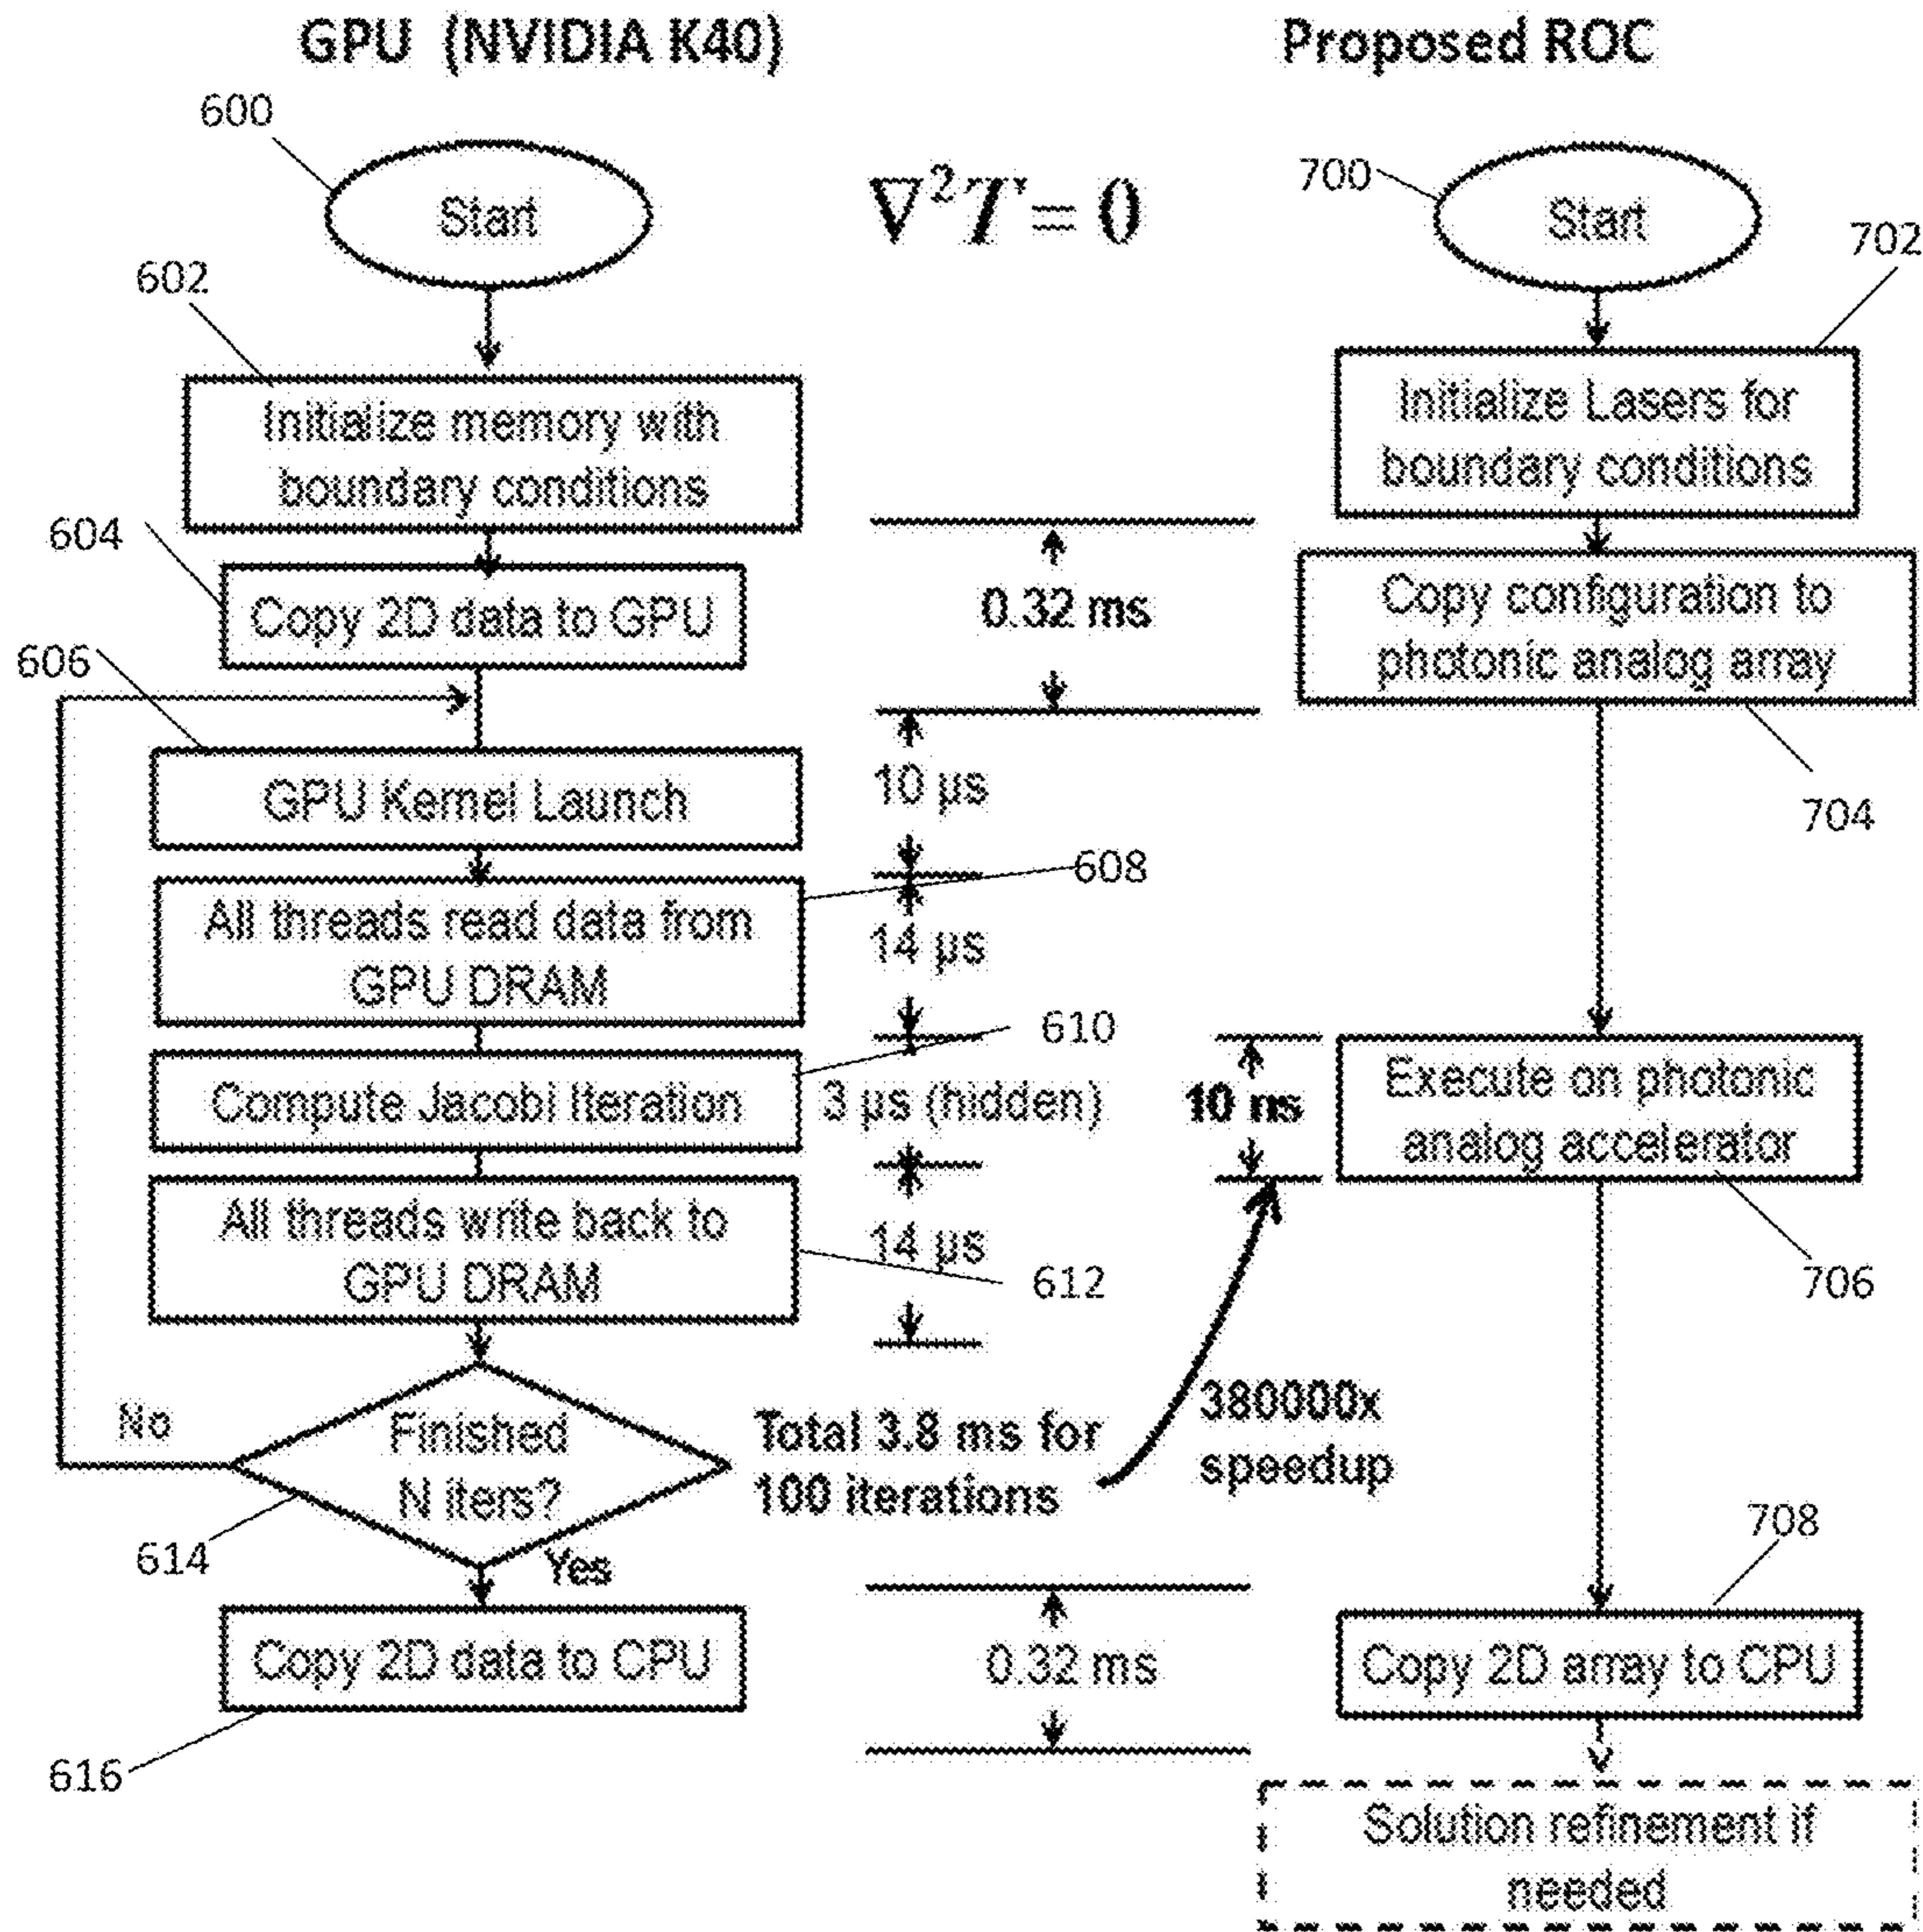 GPU (NVIDIA K40)
Proposed ROC
600
Start
∇²T = 0
700
Start
702
602
Initialize memory with
boundary conditions
Initialize Lasers for
boundary conditions
604
Copy 2D data to GPU
0.32 ms
Copy configuration to
photonic analog array
606
704
GPU Kernel Launch
10 µs
608
All threads read data from
GPU DRAM
14 µs
610
Compute Jacobi Iteration
3 µs (hidden)
10 ns
Execute on photonic
analog accelerator
706
All threads write back to
GPU DRAM
14 µs
612
No
Finished
N iters?
614
Yes
Total 3.8 ms for
100 iterations
380000x
speedup
708
Copy 2D data to CPU
0.32 ms
Copy 2D array to CPU
616
Solution refinement if
needed